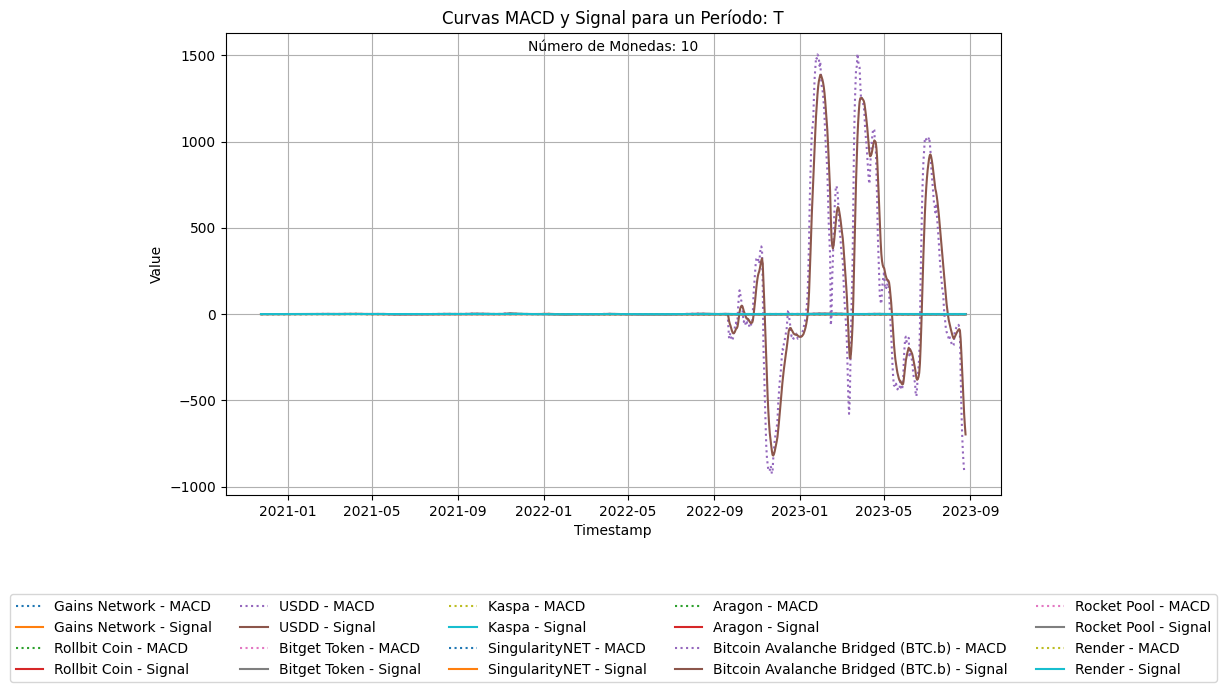 Curvas MACD y Signal para un Período: T
Número de Monedas: 10
1500
1000
500
0
−500
−1000
Value
2021-01 2021-05 2021-09 2022-01 2022-05 2022-09 2023-01 2023-05 2023-09
Timestamp
Gains Network - MACD USDD - MACD Kaspa - MACD Aragon - MACD Rocket Pool - MACD
Gains Network - Signal USDD - Signal Kaspa - Signal Aragon - Signal Rocket Pool - Signal
Rollbit Coin - MACD Bitget Token - MACD SingularityNET - MACD Bitcoin Avalanche Bridged (BTC.b) - MACD Render - MACD
Rollbit Coin - Signal Bitget Token - Signal SingularityNET - Signal Bitcoin Avalanche Bridged (BTC.b) - Signal Render - Signal